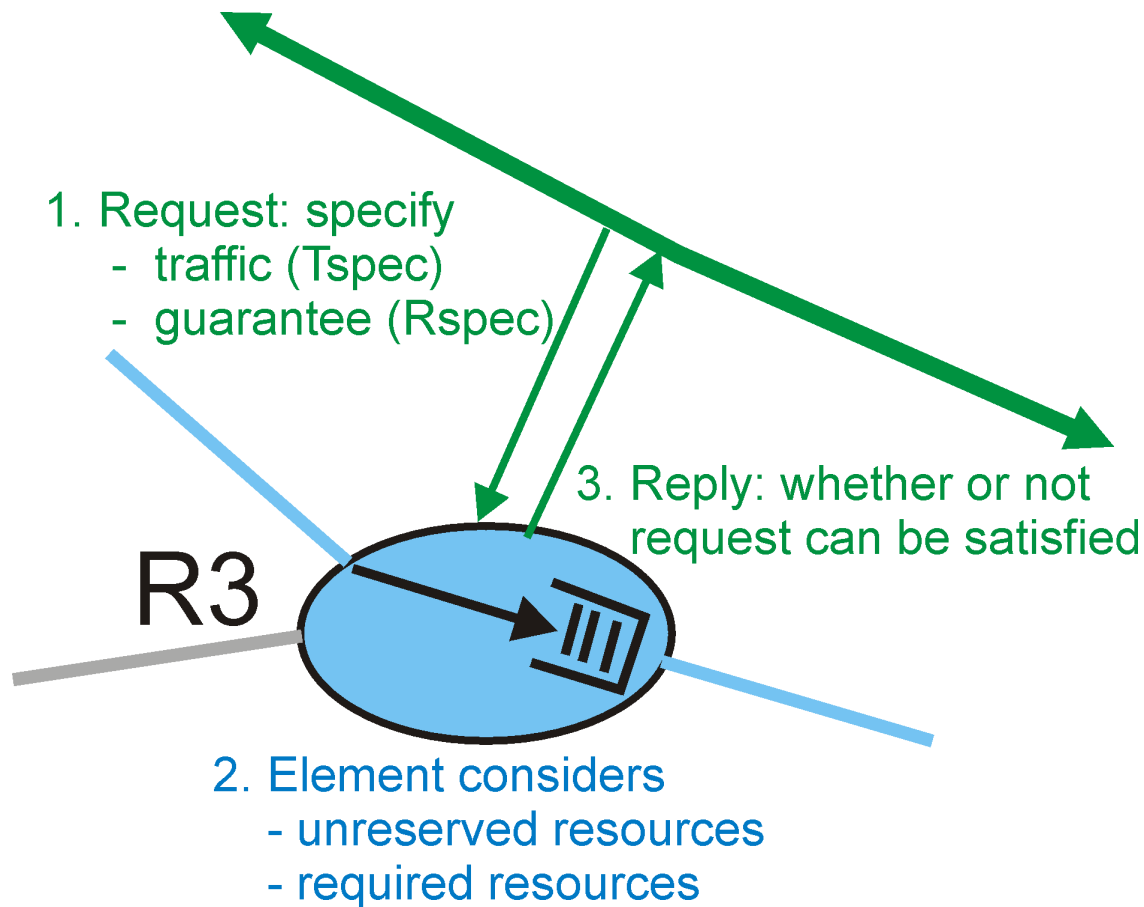 1. Request: specify
- traffic (Tspec)
- guarantee (Rspec)
3. Reply: whether or not
request can be satisfied
R3
2. Element considers
- unreserved resources
- required resources